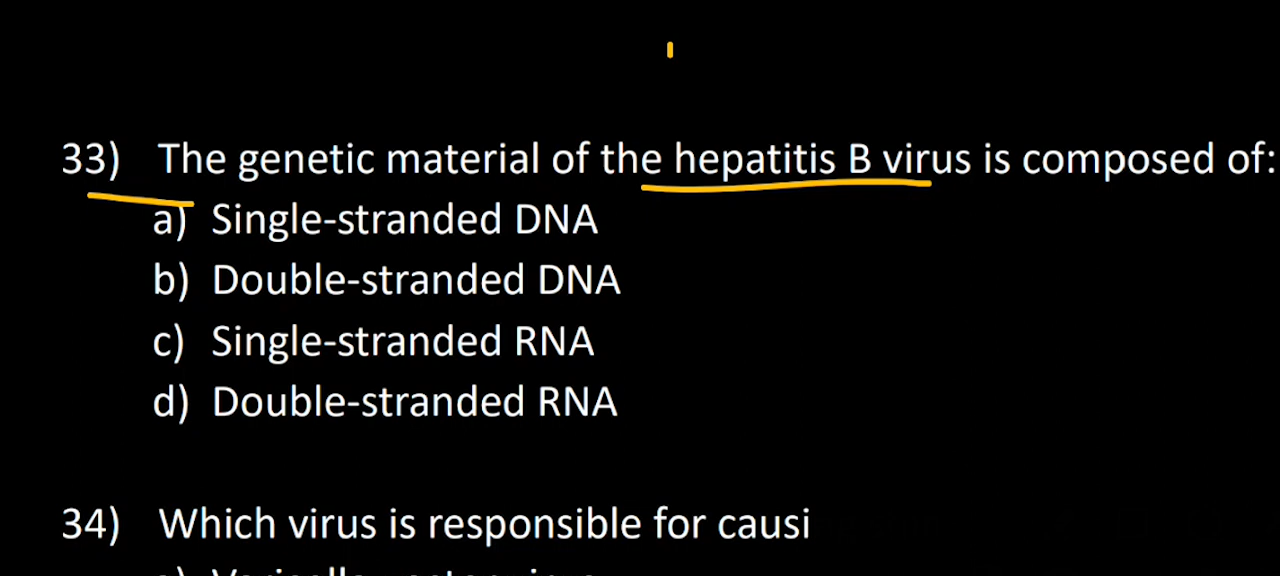 33) The genetic material of the hepatitis B virus is composed of:
a) Single-stranded DNA
b) Double-stranded DNA
c) Single-stranded RNA
d) Double-stranded RNA
34) Which virus is responsible for causi